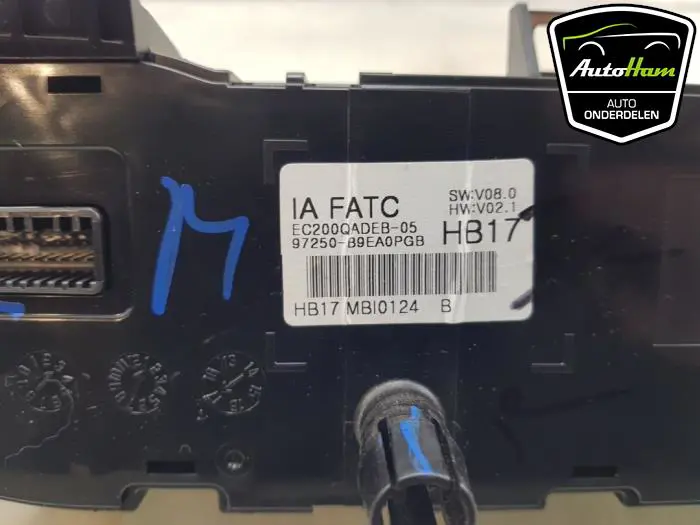 AutoHam
AUTO
ONDERDELEN
IA FATC
SW:V08.0
HW:V02.1
EC200QADEB-05
97250-B9EA0PGB
HB17
HB17 MBI0124 B
M